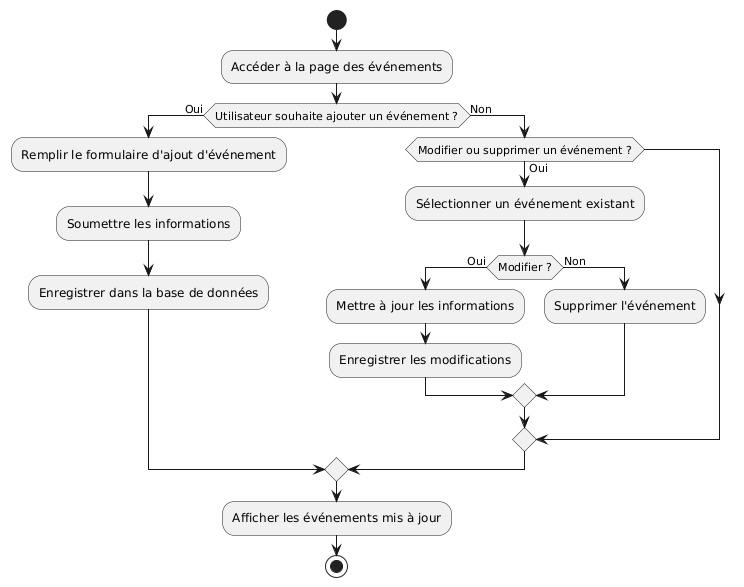 Accéder à la page des événements
Oui
Utilisateur souhaite ajouter un événement ?
Non
Remplir le formulaire d'ajout d'événement
Soumettre les informations
Enregistrer dans la base de données
Modifier ou supprimer un événement ?
Oui
Sélectionner un événement existant
Oui
Modifier ?
Non
Mettre à jour les informations
Enregistrer les modifications
Supprimer l'événement
Afficher les événements mis à jour